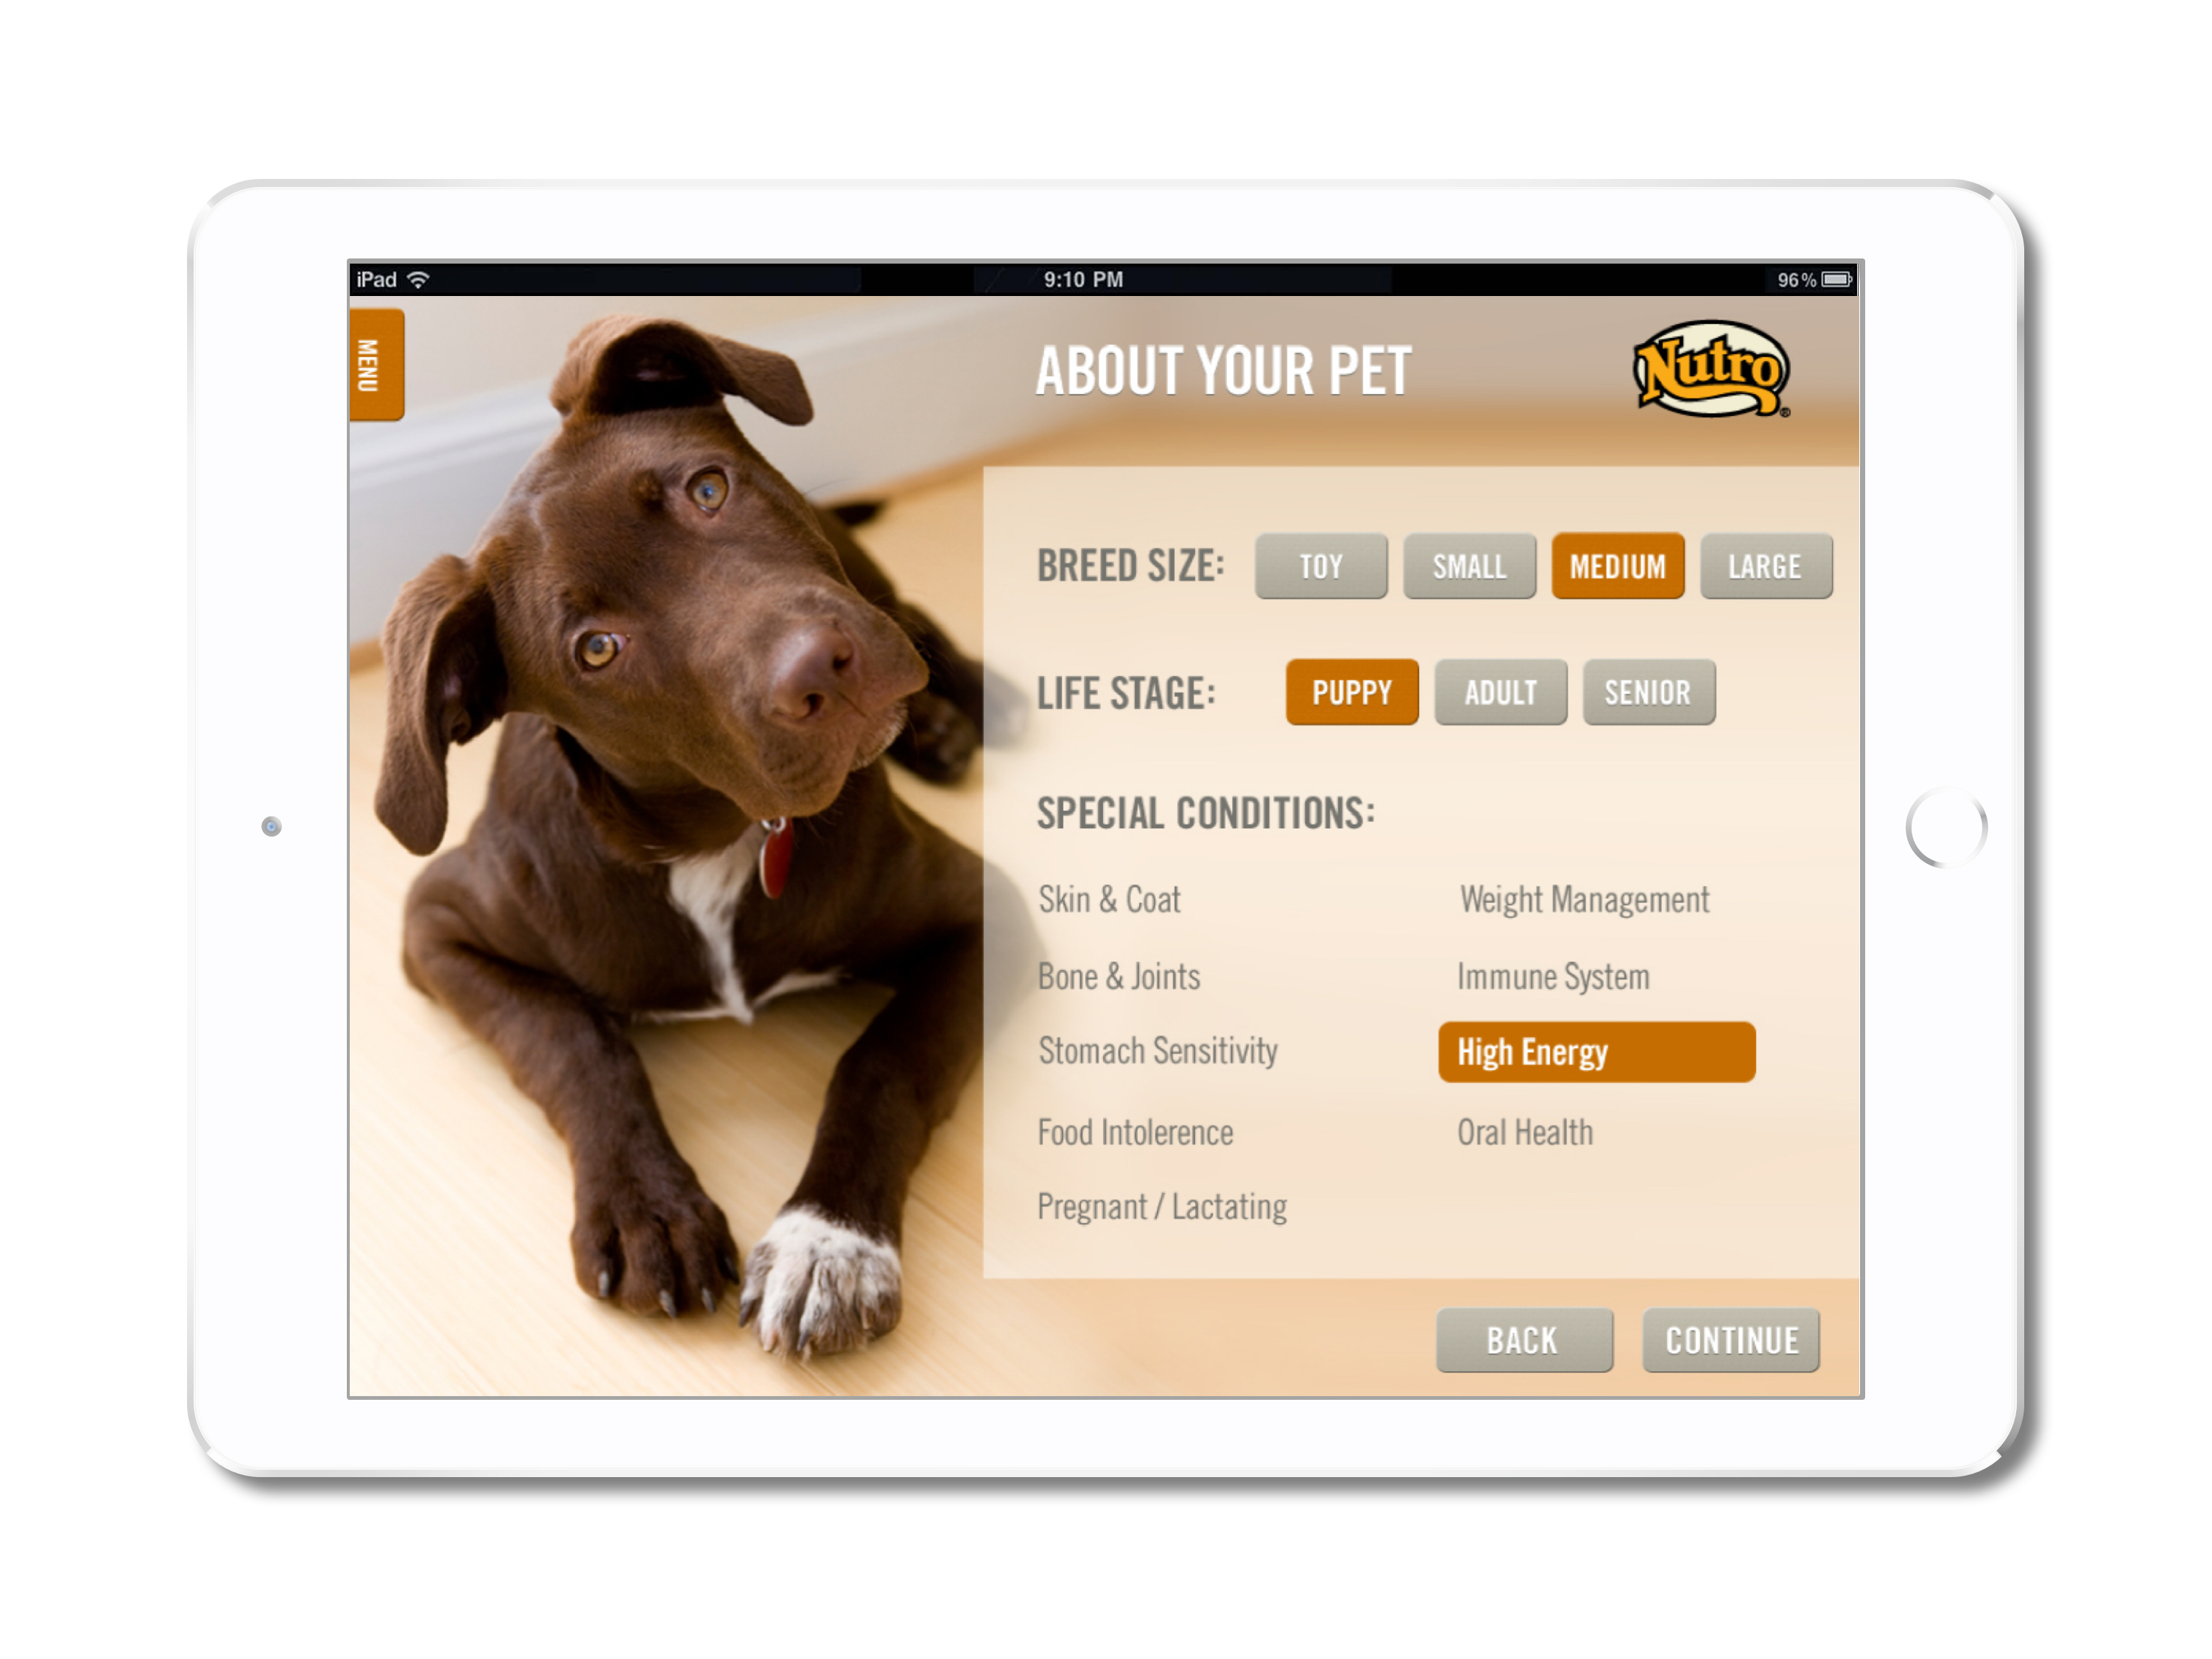 iPad 9:10 PM 96%
MENU
ABOUT YOUR PET
Nutro®
BREED SIZE: TOY SMALL MEDIUM LARGE
LIFE STAGE: PUPPY ADULT SENIOR
SPECIAL CONDITIONS:
Skin & Coat Weight Management
Bone & Joints Immune System
Stomach Sensitivity High Energy
Food Intolerence Oral Health
Pregnant / Lactating
BACK CONTINUE